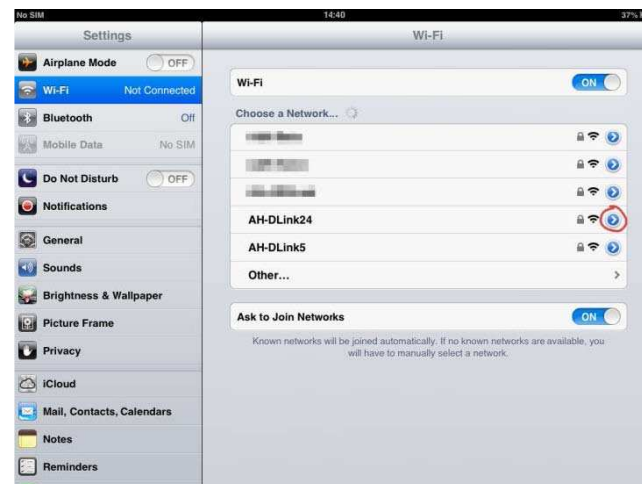 No SIM 14:40 37%
Settings Wi-Fi
Airplane Mode OFF
Wi-Fi Not Connected
Wi-Fi ON
Bluetooth Off
Choose a Network...
Mobile Data No SIM
Do Not Disturb OFF
Notifications
AH-DLink24
General
AH-DLink5
Sounds
Other...
Brightness & Wallpaper
Ask to Join Networks ON
Picture Frame
Known networks will be joined automatically. If no known networks are available, you
will have to manually select a network.
Privacy
iCloud
Mail, Contacts, Calendars
Notes
Reminders